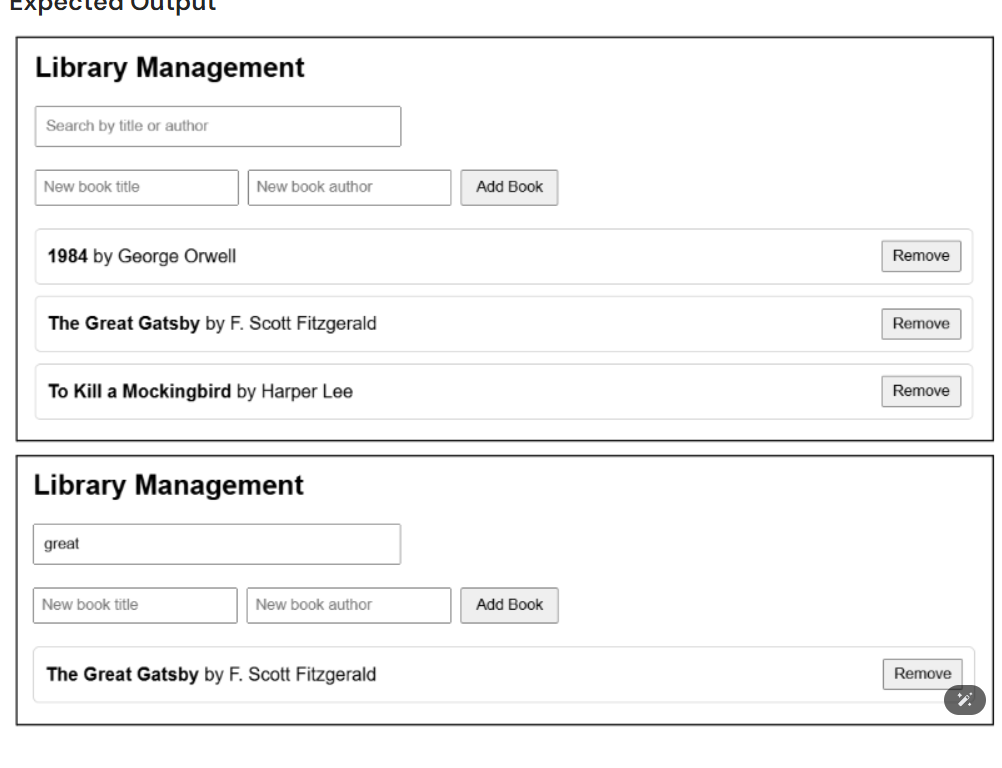 Expected Output
Library Management
Search by title or author
New book title New book author Add Book
1984 by George Orwell Remove
The Great Gatsby by F. Scott Fitzgerald Remove
To Kill a Mockingbird by Harper Lee Remove
Library Management
great
New book title New book author Add Book
The Great Gatsby by F. Scott Fitzgerald Remove